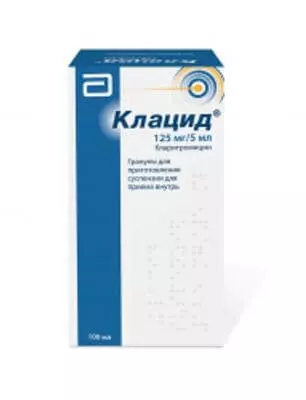 Клацид®
125 мг/5 мл
Кларитромицин
Гранулы для
приготовления
суспензии для
приема внутрь
100 мл